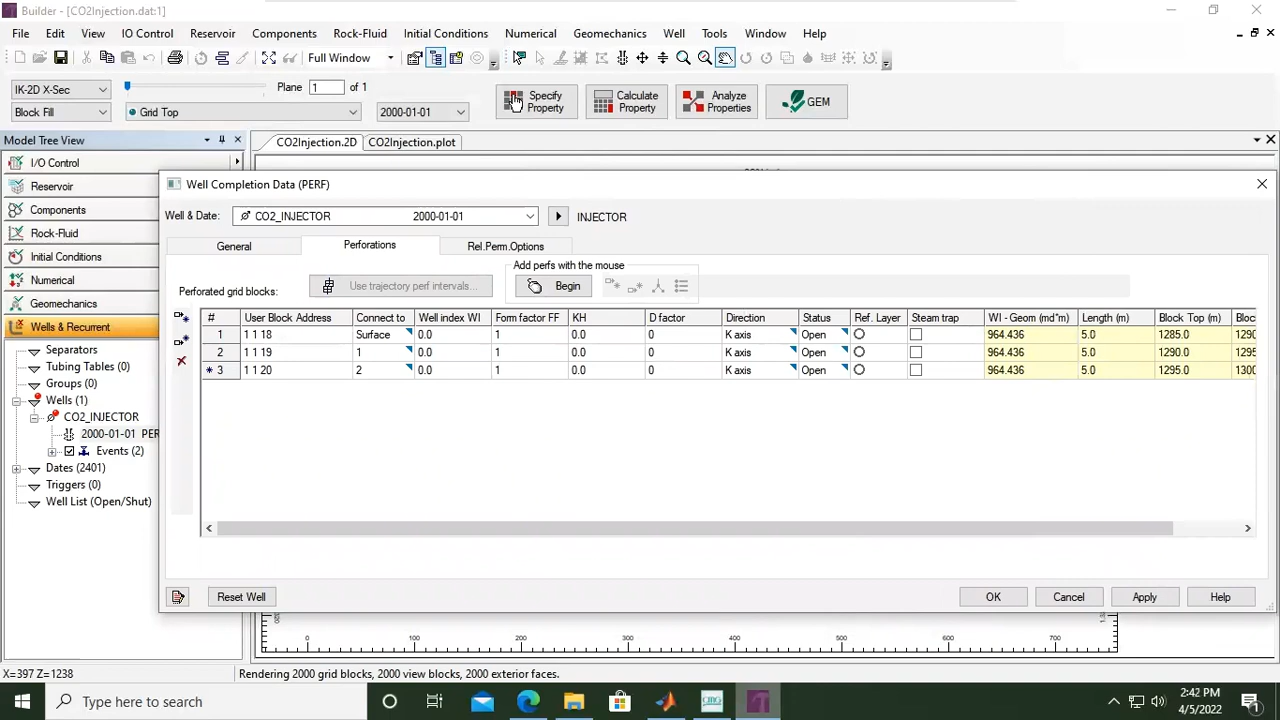 Builder - [CO2Injection.dat:1]
File Edit View IO Control Reservoir Components Rock-Fluid Initial Conditions Numerical Geomechanics Well Tools Window Help
Full Window
IK-2D X-Sec
Plane 1 of 1
Block Fill
Grid Top
2000-01-01
Specify Property
Calculate Property
Analyze Properties
GEM
Model Tree View
CO2Injection.2D CO2Injection.plot
I/O Control
Reservoir
Components
Rock-Fluid
Initial Conditions
Numerical
Geomechanics
Wells & Recurrent
Separators
Tubing Tables (0)
Groups (0)
Wells (1)
CO2_INJECTOR
2000-01-01 PER
Events (2)
Dates (2401)
Triggers (0)
Well List (Open/Shut)
Well Completion Data (PERF)
Well & Date: CO2_INJECTOR 2000-01-01 INJECTOR
General Perforations Rel.Perm.Options
Add perfs with the mouse
Perforated grid blocks: Use trajectory perf intervals... Begin
# User Block Address Connect to Well index WI Form factor FF KH D factor Direction Status Ref. Layer Steam trap WI - Geom (md*m) Length (m) Block Top (m) Bloc
1 1 1 18 Surface 0.0 1 0 K axis Open 964.436 5.0 1285.0 1290
2 1 1 19 1 0.0 1 0 K axis Open 964.436 5.0 1290.0 1295
* 3 1 1 20 2 0.0 1 0 K axis Open 964.436 5.0 1295.0 1300
Reset Well OK Cancel Apply Help
0 100 200 300 400 500 600 700
X=397 Z=1238 Rendering 2000 grid blocks, 2000 view blocks, 2000 exterior faces.
Type here to search
2:42 PM
4/5/2022
1